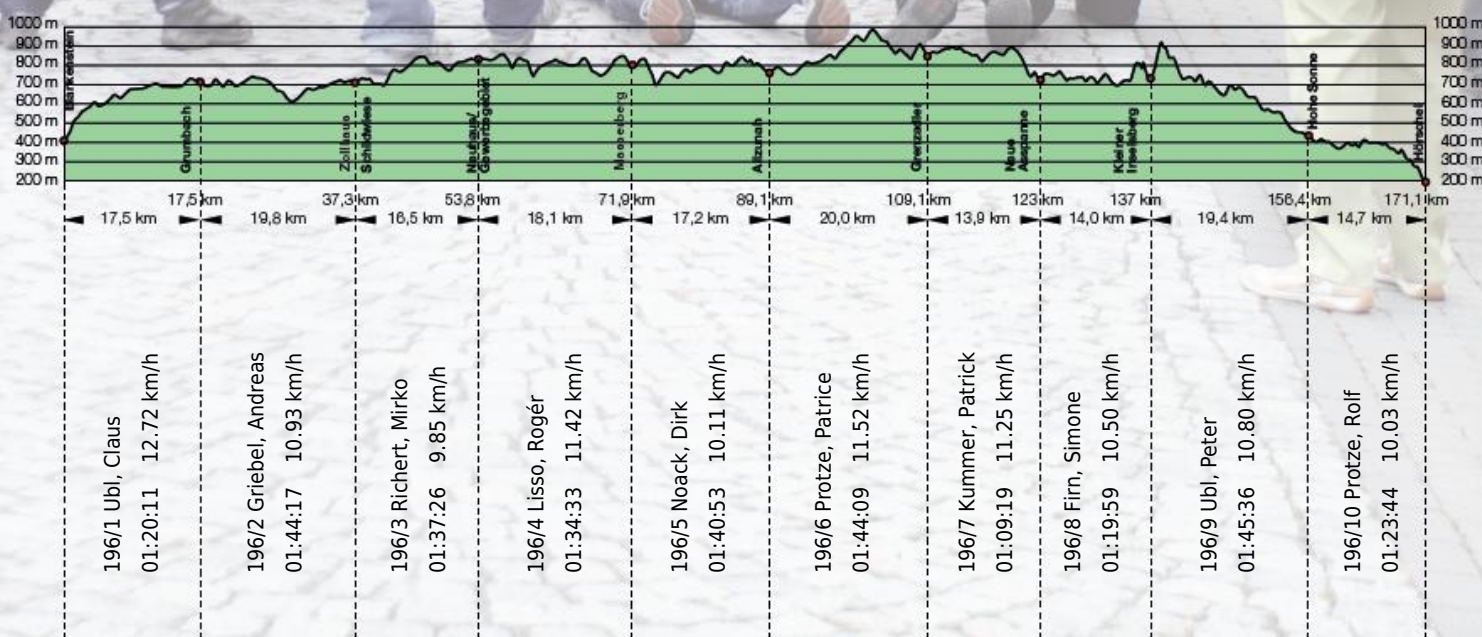 1000 m
900 m
800 m
700 m
600 m
500 m
400 m
300 m
200 m
1000 m
900 m
800 m
700 m
600 m
500 m
400 m
300 m
200 m
Blankenstein
Grumbach
Zollhaus
Schildwiese
Neuhaus/
Masserberg
Allzunah
Grenzadler
Neue
Ausspanne
Kleiner
Inselsberg
Hohe Sonne
Hörschel
17,5 km
37,3 km
53,8 km
71,9 km
89,1 km
109,1 km
123 km
137 km
156,4 km
171,1 km
17,5 km
19,8 km
16,5 km
18,1 km
17,2 km
20,0 km
13,9 km
14,0 km
19,4 km
14,7 km
196/1 Ubl, Claus
01:20:11 12.72 km/h
196/2 Griebel, Andreas
01:44:17 10.93 km/h
196/3 Richert, Mirko
01:37:26 9.85 km/h
196/4 Lisso, Rogér
01:34:33 11.42 km/h
196/5 Noack, Dirk
01:40:53 10.11 km/h
196/6 Protze, Patrice
01:44:09 11.52 km/h
196/7 Kummer, Patrick
01:09:19 11.25 km/h
196/8 Firn, Simone
01:19:59 10.50 km/h
196/9 Ubl, Peter
01:45:36 10.80 km/h
196/10 Protze, Rolf
01:23:44 10.03 km/h